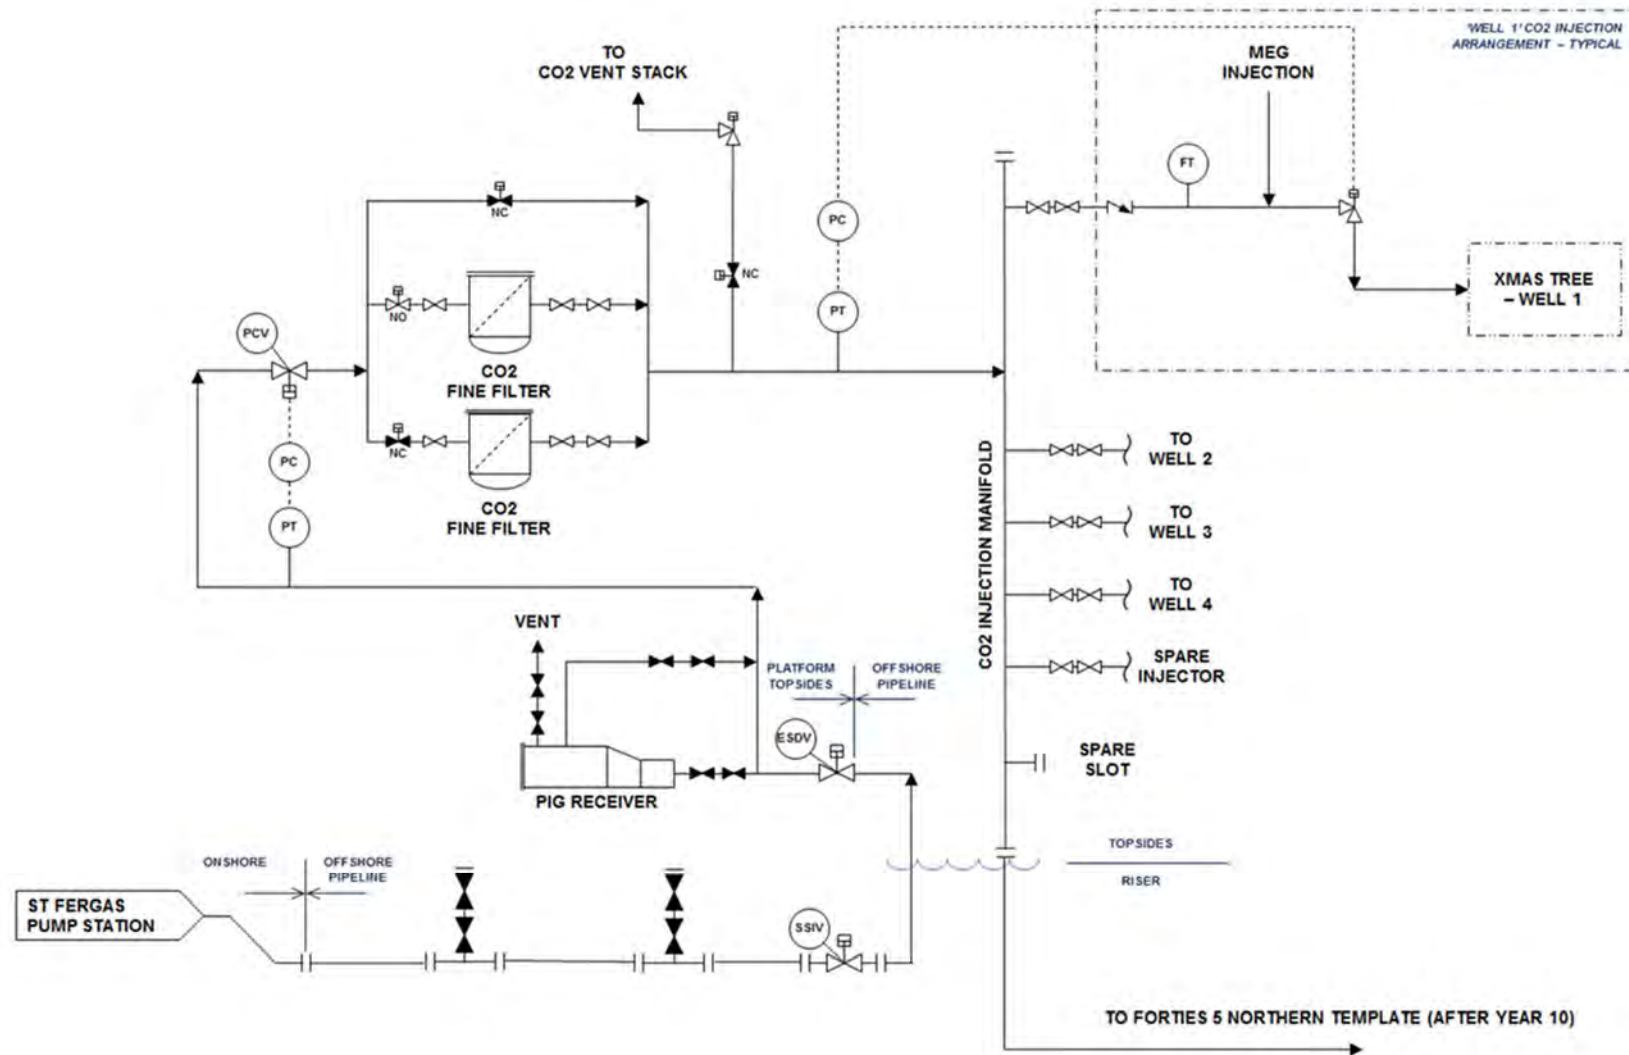 'WELL 1' CO2 INJECTION
ARRANGEMENT – TYPICAL
TO
CO2 VENT STACK
MEG
INJECTION
FT
NC
PC
NC
XMAS TREE
– WELL 1
NO
PT
PCV
CO2
FINE FILTER
NC
PC
CO2
FINE FILTER
PT
CO2 INJECTION MANIFOLD
TO
WELL 2
TO
WELL 3
TO
WELL 4
SPARE
INJECTOR
VENT
PLATFORM
TOPSIDES
OFFSHORE
PIPELINE
ESDV
SPARE
SLOT
PIG RECEIVER
TOPSIDES
RISER
ONSHORE
OFFSHORE
PIPELINE
ST FERGAS
PUMP STATION
SSIV
TO FORTIES 5 NORTHERN TEMPLATE (AFTER YEAR 10)